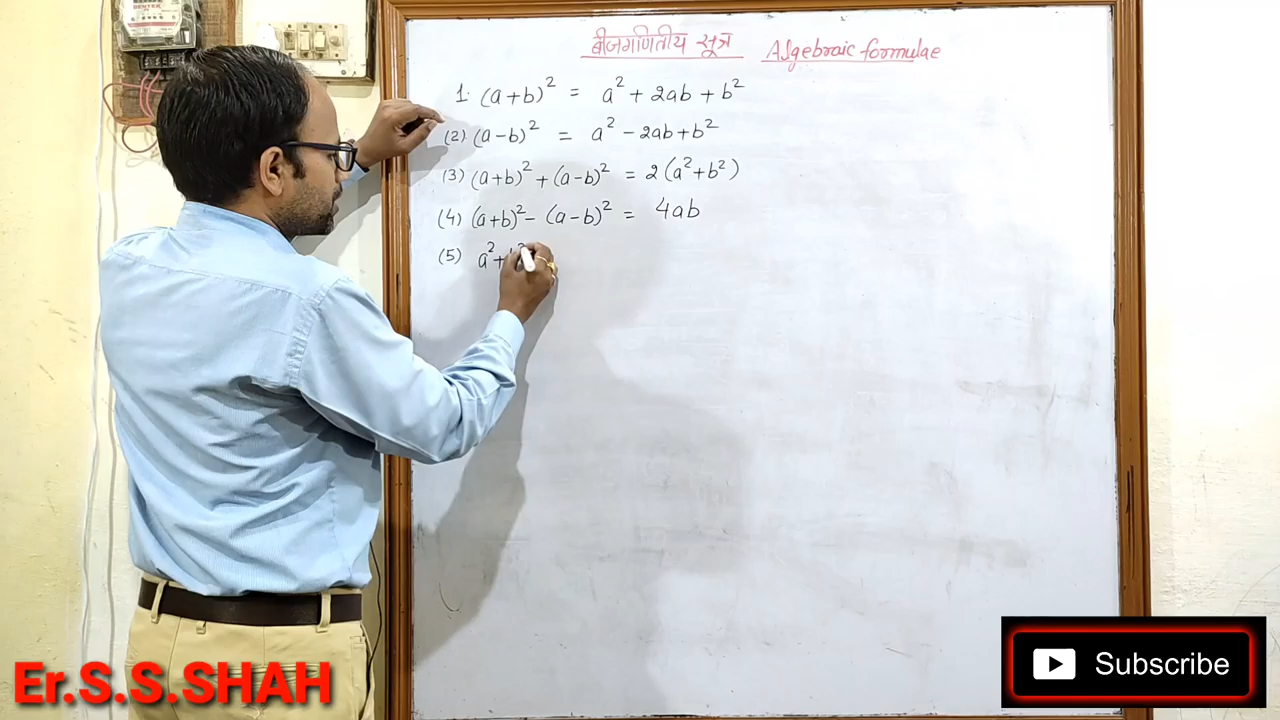 बीजगणितीय सूत्र Algebraic formulae
1. (a+b)² = a² + 2ab + b²
(2) (a-b)² = a² - 2ab + b²
(3) (a+b)² + (a-b)² = 2(a²+b²)
(4) (a+b)² - (a-b)² = 4ab
(5) a²+
Er.S.S.SHAH
Subscribe